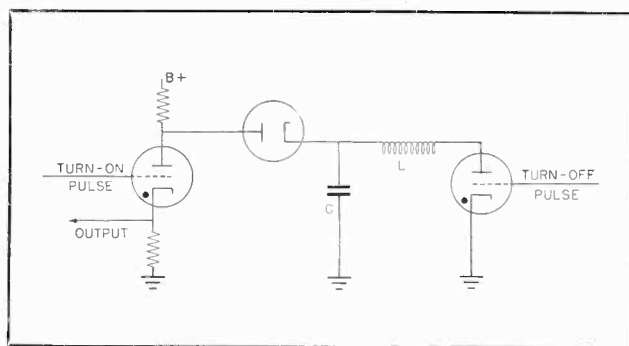 B+
TURN-ON
PULSE
OUTPUT
C
L
TURN-OFF
PULSE